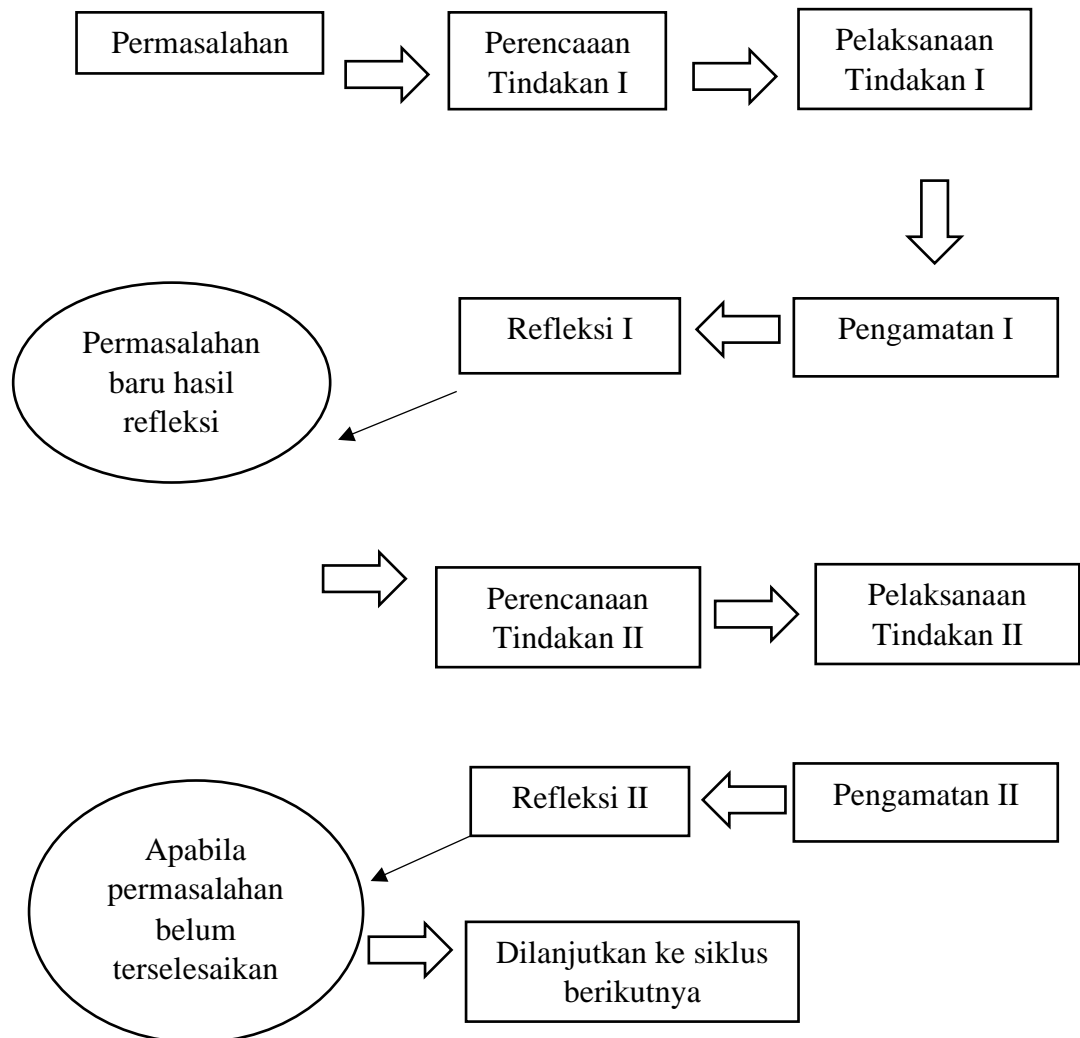 Permasalahan
Perencaaan
Tindakan I
Pelaksanaan
Tindakan I
Pengamatan I
Refleksi I
Permasalahan
baru hasil
refleksi
Perencanaan
Tindakan II
Pelaksanaan
Tindakan II
Pengamatan II
Refleksi II
Apabila
permasalahan
belum
terselesaikan
Dilanjutkan ke siklus
berikutnya